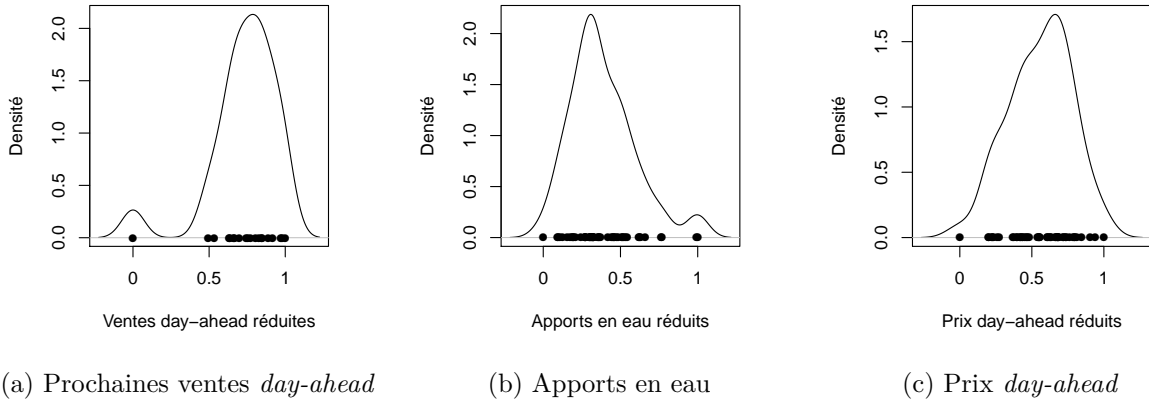 Densité
0.0 0.5 1.0 1.5 2.0
0 0.5 1
Ventes day−ahead réduites
(a) Prochaines ventes day-ahead
Densité
0.0 0.5 1.0 1.5 2.0
0 0.5 1
Apports en eau réduits
(b) Apports en eau
Densité
0.0 0.5 1.0 1.5
0 0.5 1
Prix day−ahead réduits
(c) Prix day-ahead